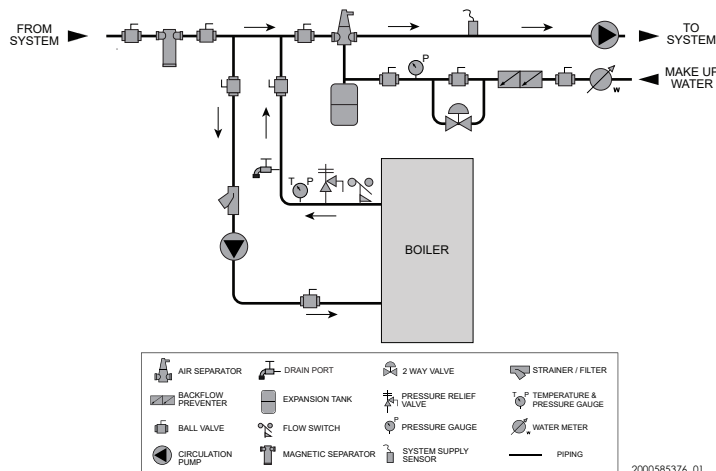 FROM
SYSTEM
TO
SYSTEM
P
MAKE UP
WATER
w
T
P
BOILER
AIR SEPARATOR
DRAIN PORT
2 WAY VALVE
STRAINER / FILTER
BACKFLOW
PREVENTER
EXPANSION TANK
PRESSURE RELIEF
VALVE
T
P
TEMPERATURE &
PRESSURE GAUGE
BALL VALVE
FLOW SWITCH
P
PRESSURE GAUGE
w
WATER METER
CIRCULATION
PUMP
MAGNETIC SEPARATOR
SYSTEM SUPPLY
SENSOR
PIPING
2000585376_01